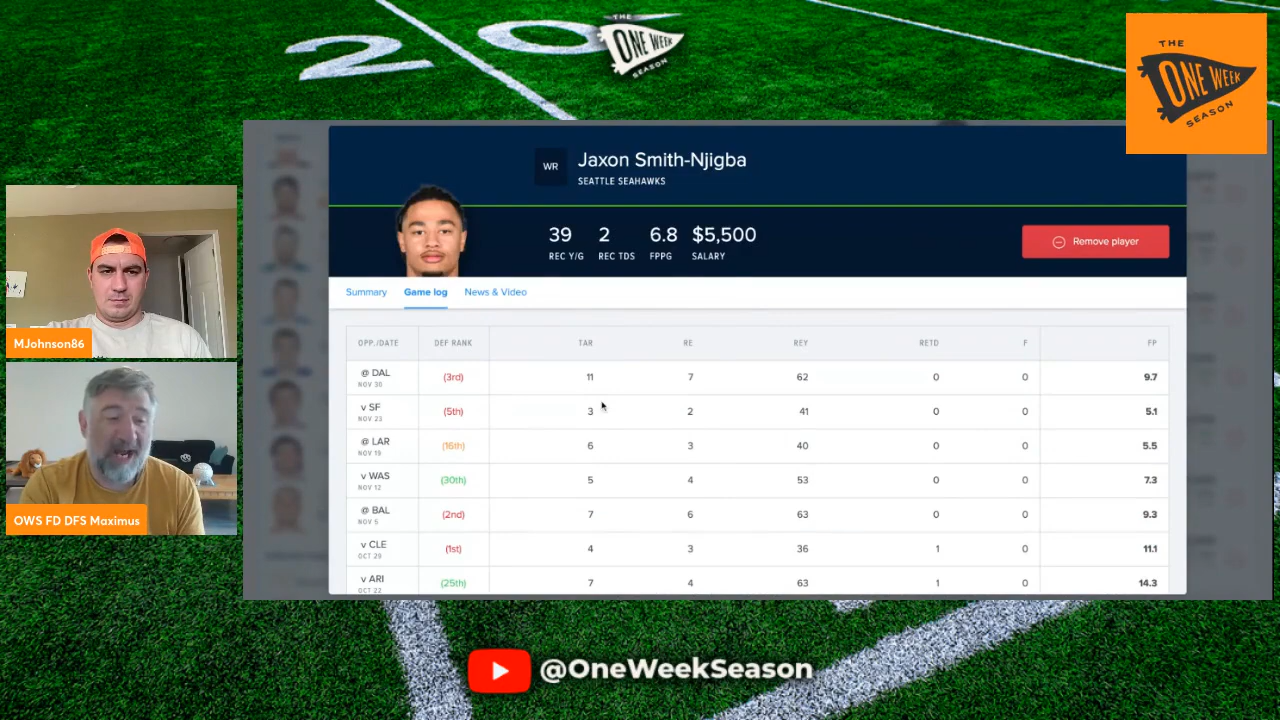 2 0
THE
ONE WEEK
SEASON
THE
ONE WEEK
SEASON
WR
Jaxon Smith-Njigba
SEATTLE SEAHAWKS
39 2 6.8 $5,500
REC Y/G REC TDS FPPG SALARY
Remove player
Summary Game log News & Video
OPP./DATE DEF RANK TAR RE REY RETD F FP
@ DAL
NOV 30
(3rd) 11 7 62 0 0 9.7
v SF
NOV 23
(5th) 3 2 41 0 0 5.1
@ LAR
NOV 19
(16th) 6 3 40 0 0 5.5
v WAS
NOV 12
(30th) 5 4 53 0 0 7.3
@ BAL
NOV 5
(2nd) 7 6 63 0 0 9.3
v CLE
OCT 29
(1st) 4 3 36 1 0 11.1
v ARI
OCT 22
(25th) 7 4 63 1 0 14.3
MJohnson86
OWS FD DFS Maximus
@OneWeekSeason